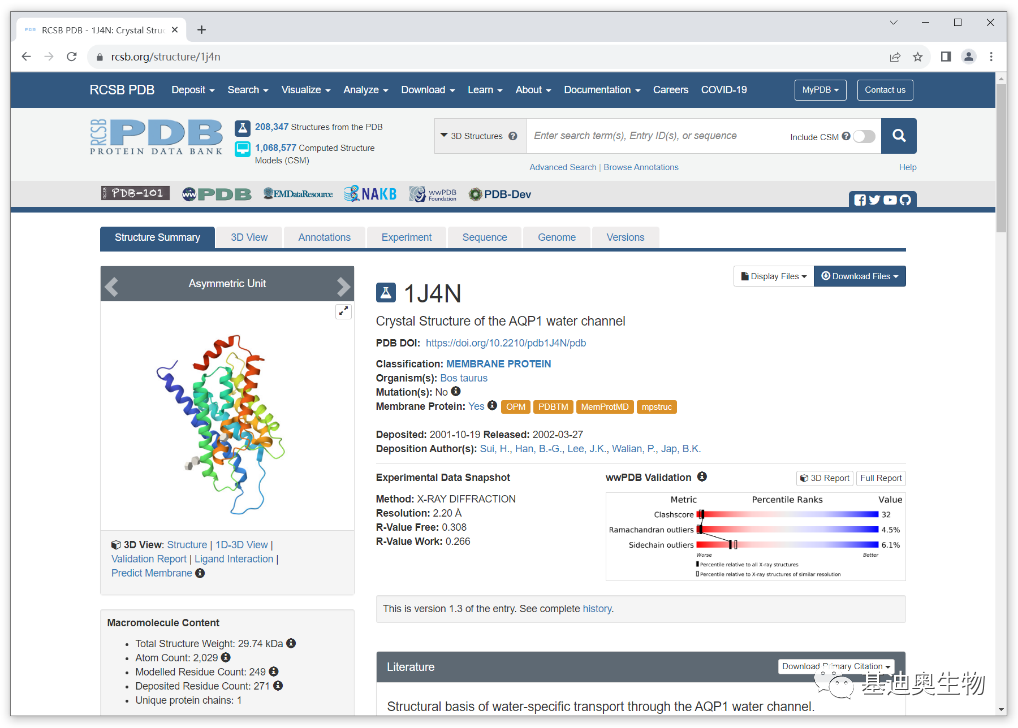 RCSB PDB - 1J4N: Crystal Struc
rcsb.org/structure/1j4n
RCSB PDB Deposit Search Visualize Analyze Download Learn About Documentation Careers COVID-19 MyPDB Contact us
RCSB PDB
PROTEIN DATA BANK
208,347 Structures from the PDB
1,068,577 Computed Structure
Models (CSM)
3D Structures Enter search term(s), Entry ID(s), or sequence Include CSM
Advanced Search | Browse Annotations Help
PDB-101 wwPDB EMDataResource NAKB wwPDB Foundation PDB-Dev
Structure Summary 3D View Annotations Experiment Sequence Genome Versions
Asymmetric Unit
3D View: Structure | 1D-3D View |
Validation Report | Ligand Interaction |
Predict Membrane
Macromolecule Content
• Total Structure Weight: 29.74 kDa
• Atom Count: 2,029
• Modelled Residue Count: 249
• Deposited Residue Count: 271
• Unique protein chains: 1
Display Files Download Files
1J4N
Crystal Structure of the AQP1 water channel
PDB DOI: https://doi.org/10.2210/pdb1J4N/pdb
Classification: MEMBRANE PROTEIN
Organism(s): Bos taurus
Mutation(s): No
Membrane Protein: Yes OPM PDBTM MemProtMD mpstruc
Deposited: 2001-10-19 Released: 2002-03-27
Deposition Author(s): Sui, H., Han, B.-G., Lee, J.K., Walian, P., Jap, B.K.
Experimental Data Snapshot
Method: X-RAY DIFFRACTION
Resolution: 2.20 Å
R-Value Free: 0.308
R-Value Work: 0.266
wwPDB Validation 3D Report Full Report
Metric Percentile Ranks Value
Clashscore 32
Ramachandran outliers 4.5%
Sidechain outliers 6.1%
Worse Better
Percentile relative to all X-ray structures
Percentile relative to X-ray structures of similar resolution
This is version 1.3 of the entry. See complete history.
Literature Download Primary Citation
Structural basis of water-specific transport through the AQP1 water channel.
基迪奥生物